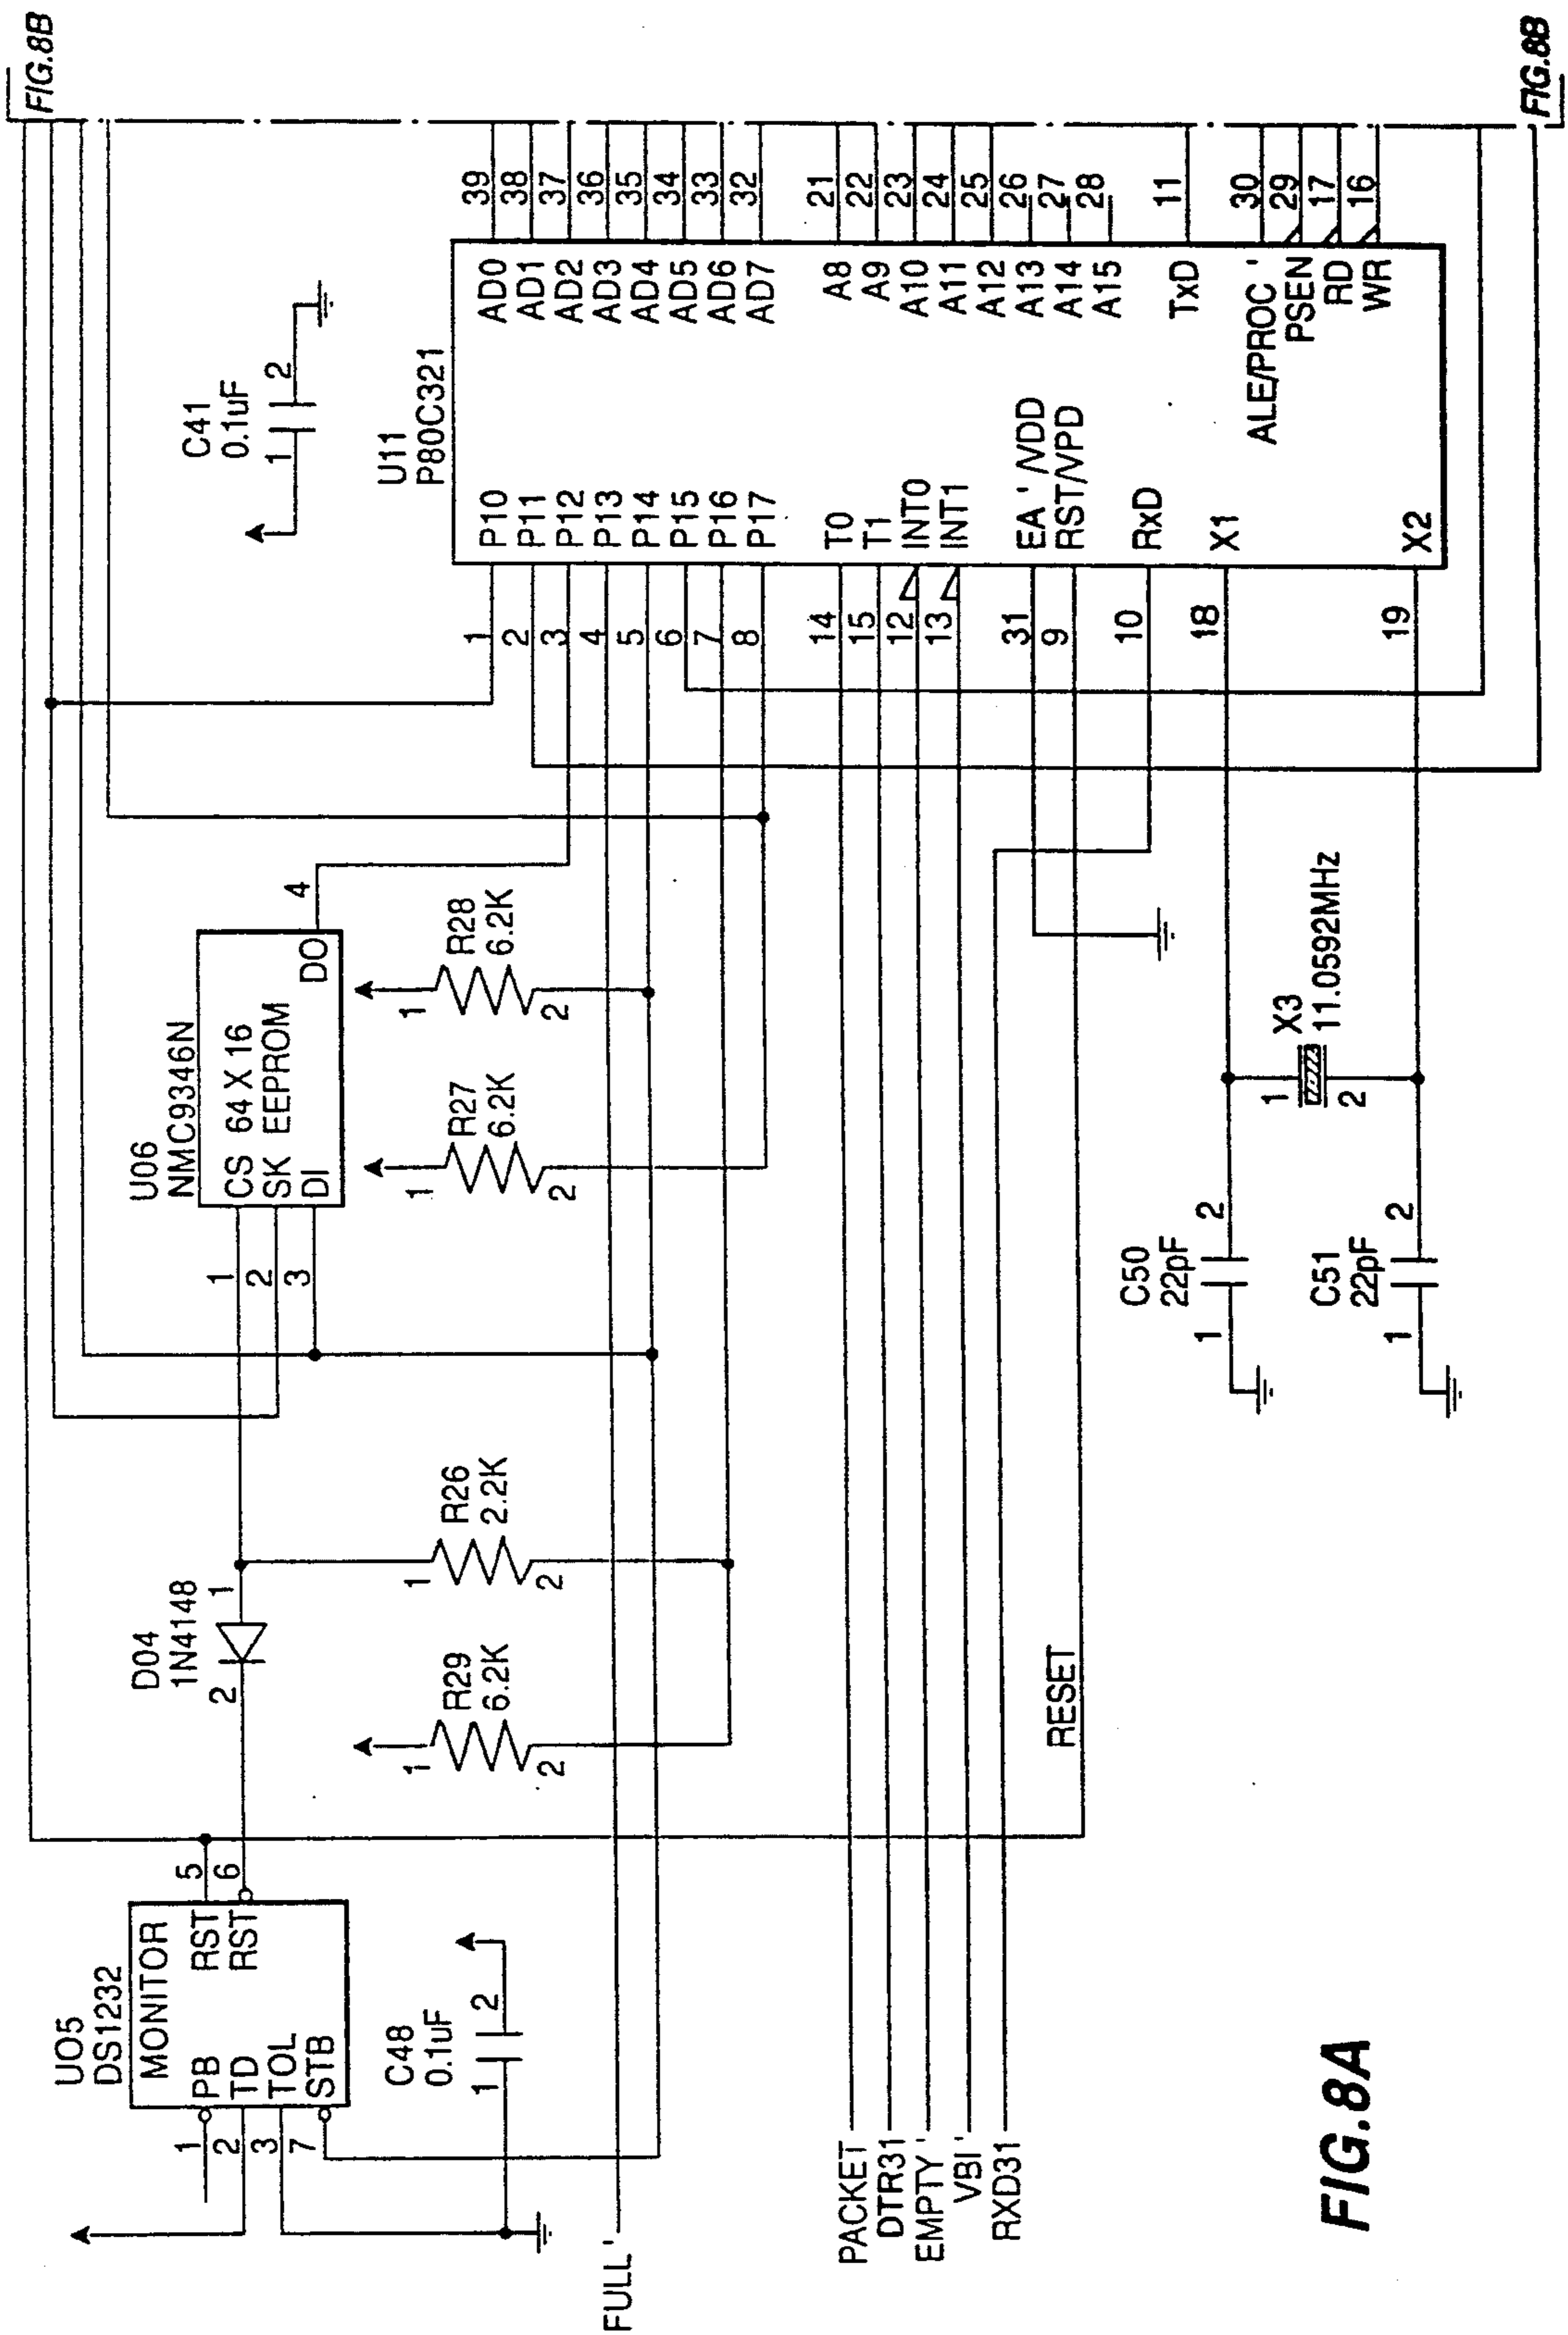 FIG.8B
FIG.8B
U05
DS1232
MONITOR
PB
TD
TOL
STB
RST
RST
1
2
3
7
5
6
C48
0.1uF
1
2
D04
1N4148
2
1
R29
6.2K
1
2
R26
2.2K
1
2
U06
NMC9346N
CS 64 X 16
SK EEPROM
DI
DO
1
2
3
4
R27
6.2K
1
2
R28
6.2K
1
2
C41
0.1uF
1
2
U11
P80C321
P10
P11
P12
P13
P14
P15
P16
P17
T0
T1
INT0
INT1
EA ' /VDD
RST/VPD
RxD
X1
X2
1
2
3
4
5
6
7
8
14
15
12
13
31
9
10
18
19
AD0
AD1
AD2
AD3
AD4
AD5
AD6
AD7
A8
A9
A10
A11
A12
A13
A14
A15
TxD
ALE/PROC '
PSEN
RD
WR
39
38
37
36
35
34
33
32
21
22
23
24
25
26
27
28
11
30
29
17
16
FULL '
PACKET
DTR31
EMPTY '
VBI '
RXD31
RESET
C50
22pF
1
2
C51
22pF
1
2
X3
11.0592MHz
1
2
FIG.8A